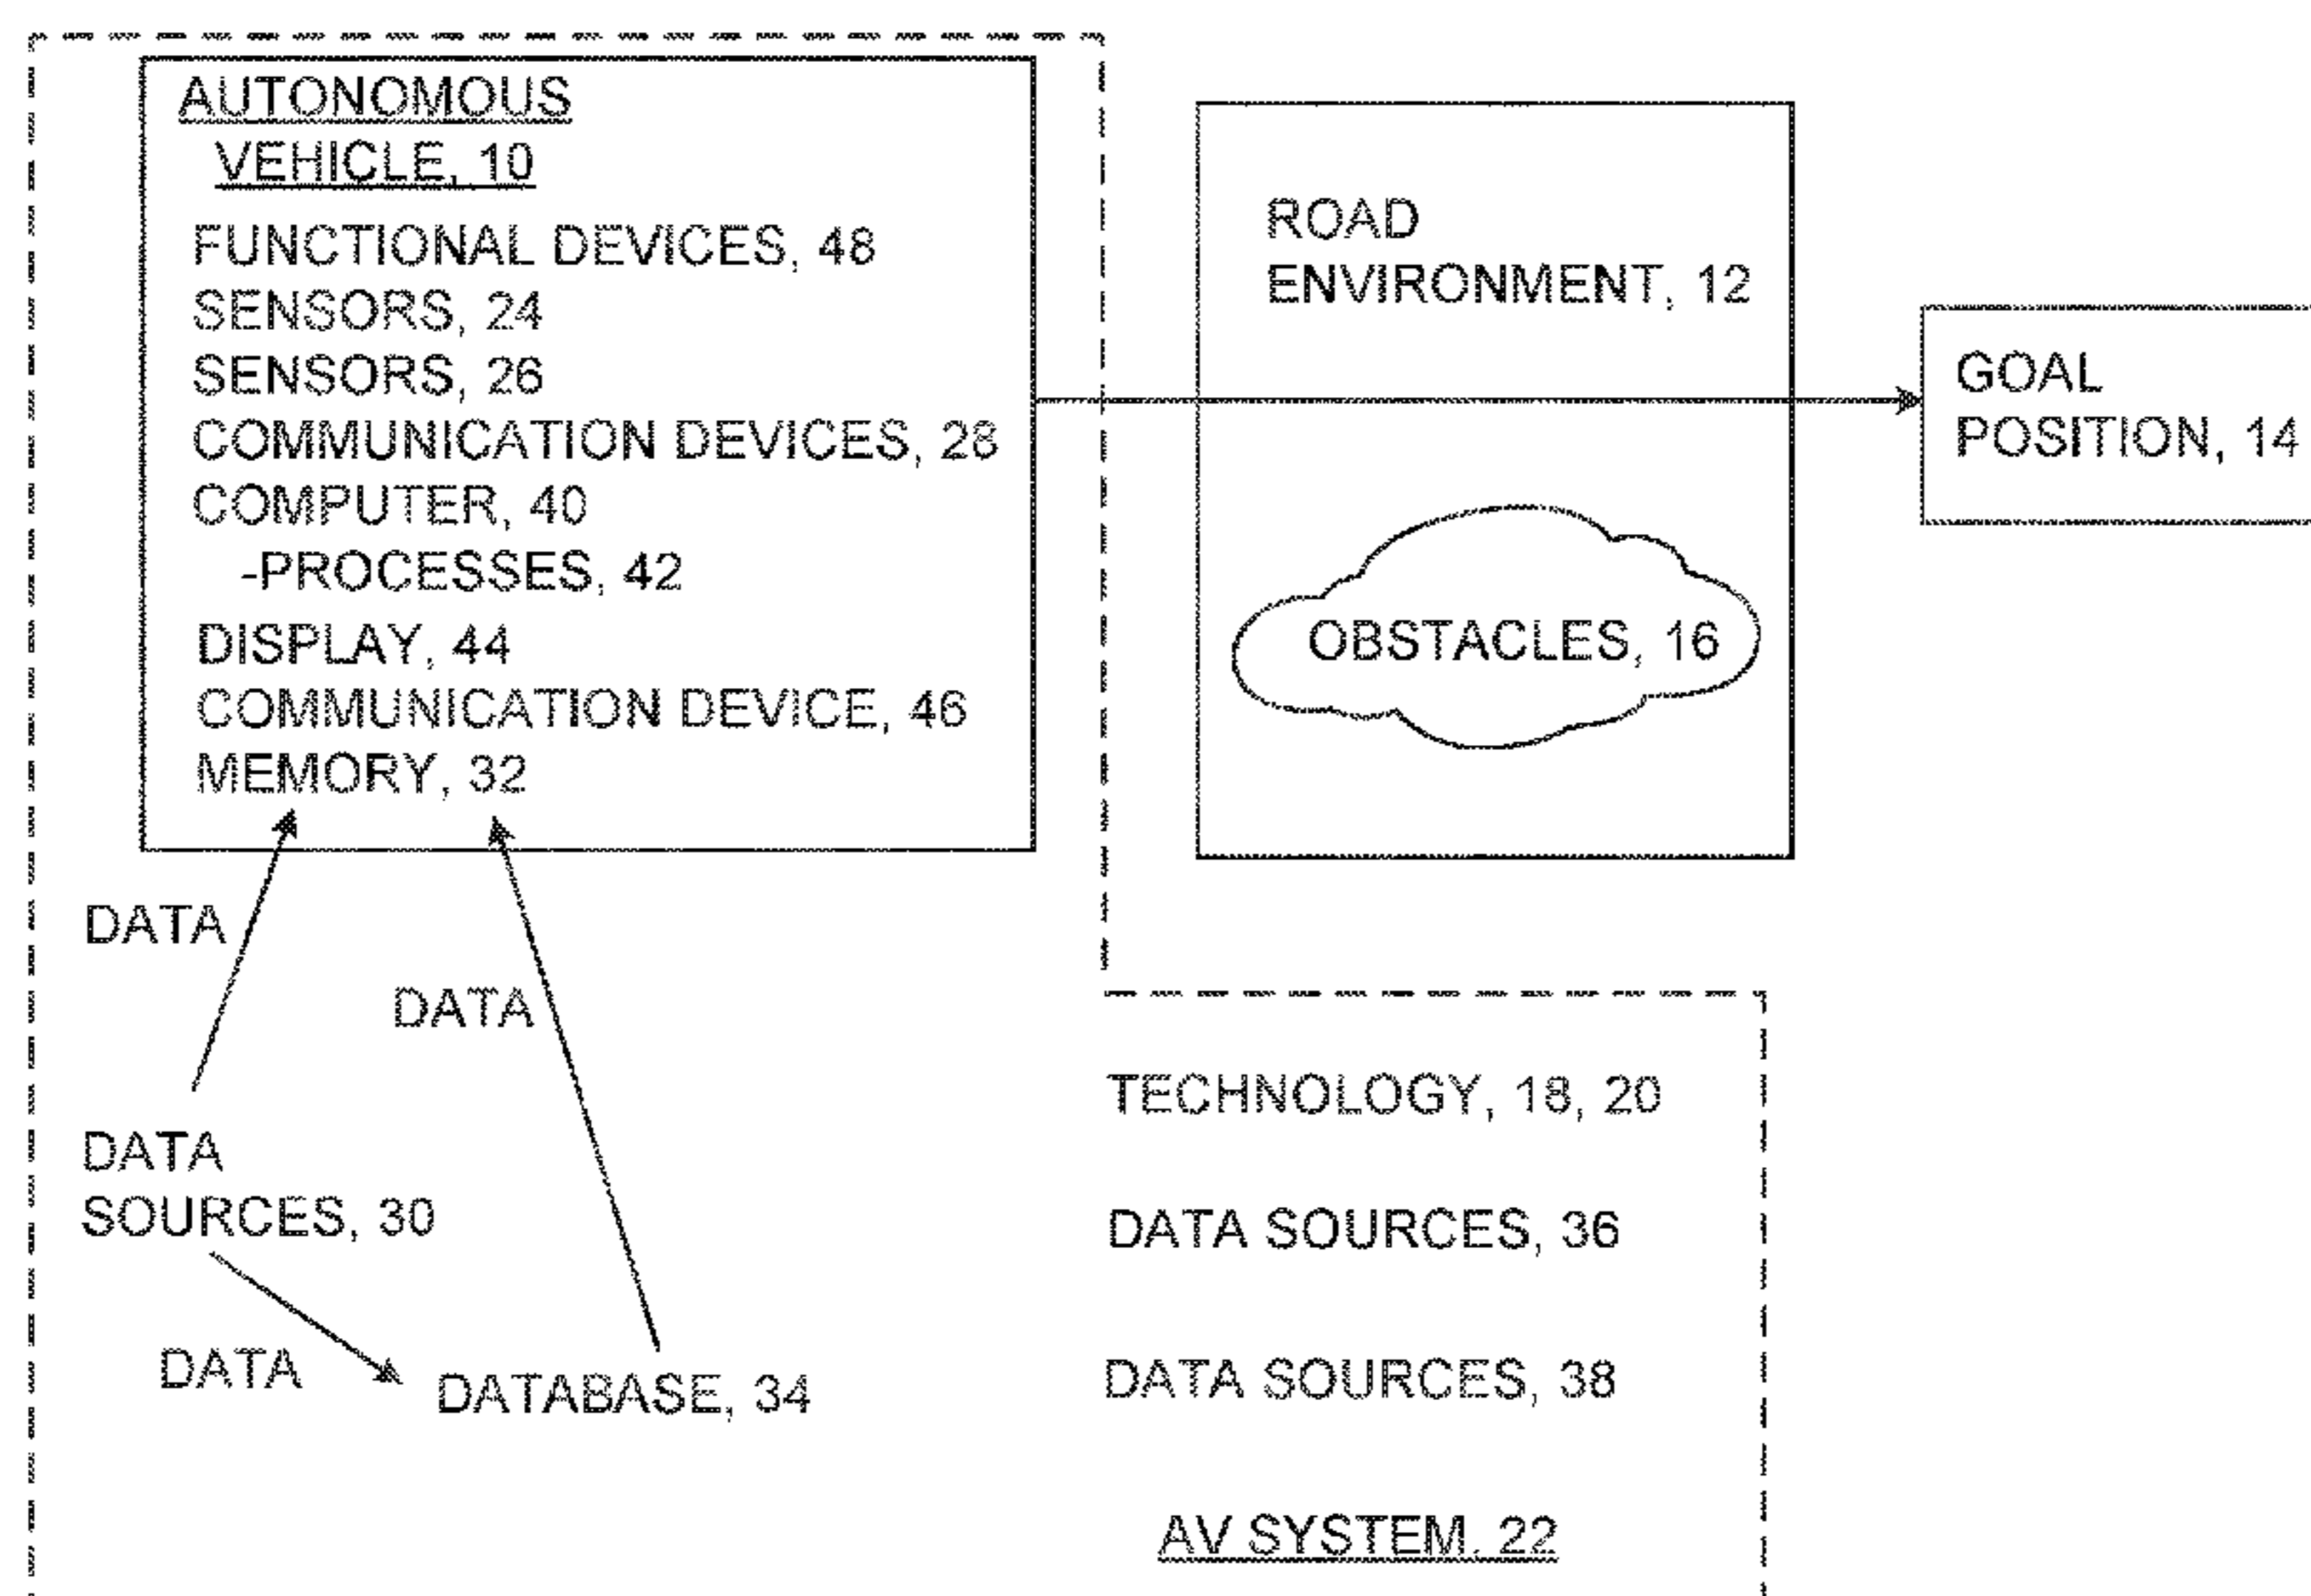 AUTONOMOUS
VEHICLE, 10
FUNCTIONAL DEVICES, 48
SENSORS, 24
SENSORS, 26
COMMUNICATION DEVICES, 28
COMPUTER, 40
-PROCESSES, 42
DISPLAY, 44
COMMUNICATION DEVICE, 46
MEMORY, 32
ROAD
ENVIRONMENT, 12
OBSTACLES, 16
GOAL
POSITION, 14
DATA
DATA
DATA
SOURCES, 30
DATA
DATABASE, 34
TECHNOLOGY, 18, 20
DATA SOURCES, 36
DATA SOURCES, 38
AV SYSTEM, 22